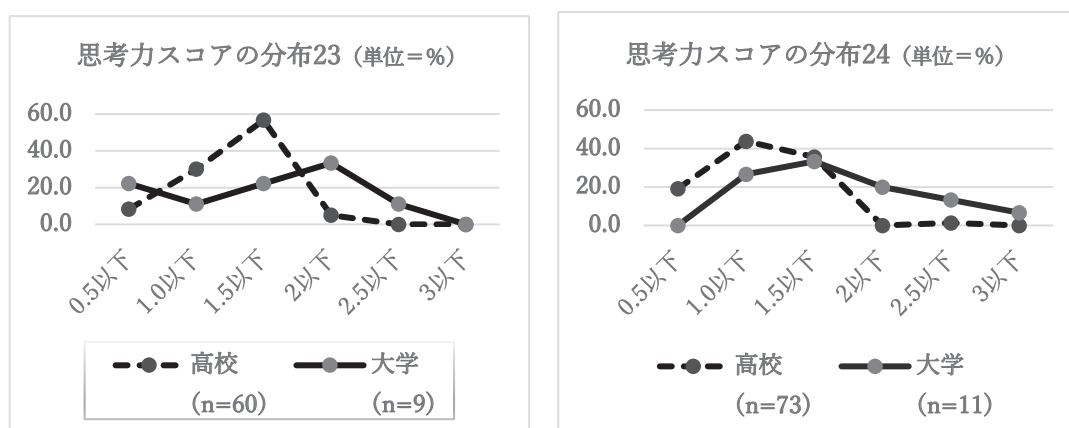 思考力スコアの分布23（単位＝％）
60.0
40.0
20.0
0.0
0.5以下
1.0以下
1.5以下
2以下
2.5以下
3以下
高校
(n=60)
大学
(n=9)
思考力スコアの分布24（単位＝％）
60.0
40.0
20.0
0.0
0.5以下
1.0以下
1.5以下
2以下
2.5以下
3以下
高校
(n=73)
大学
(n=11)